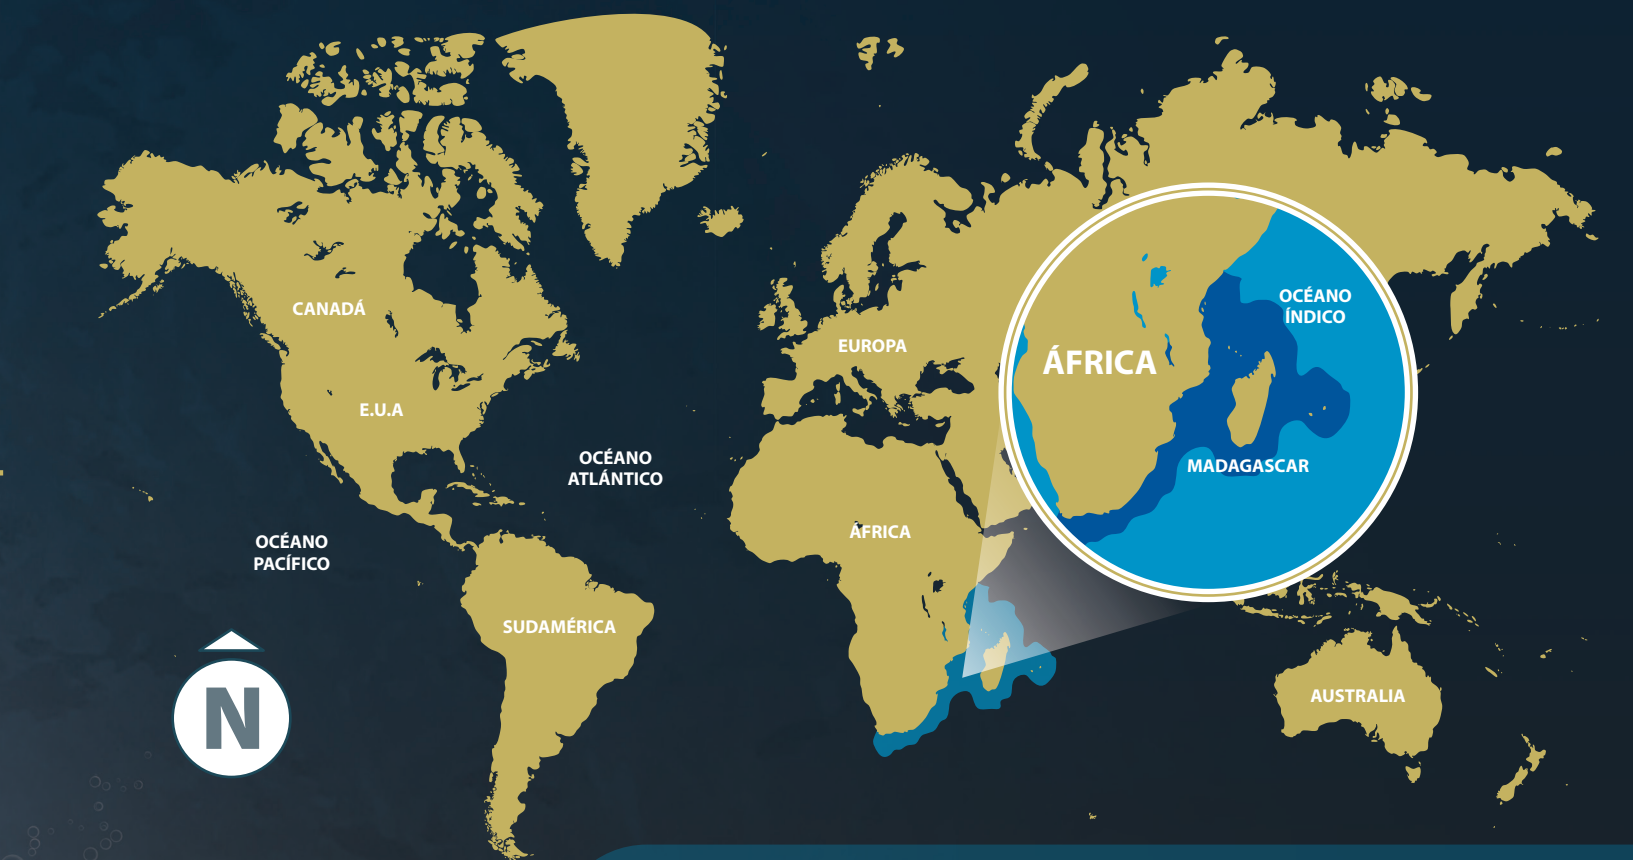 CANADÁ
E.U.A
OCÉANO
ATLÁNTICO
OCÉANO
PACÍFICO
SUDAMÉRICA
EUROPA
ÁFRICA
ÁFRICA
OCÉANO
ÍNDICO
MADAGASCAR
AUSTRALIA
N